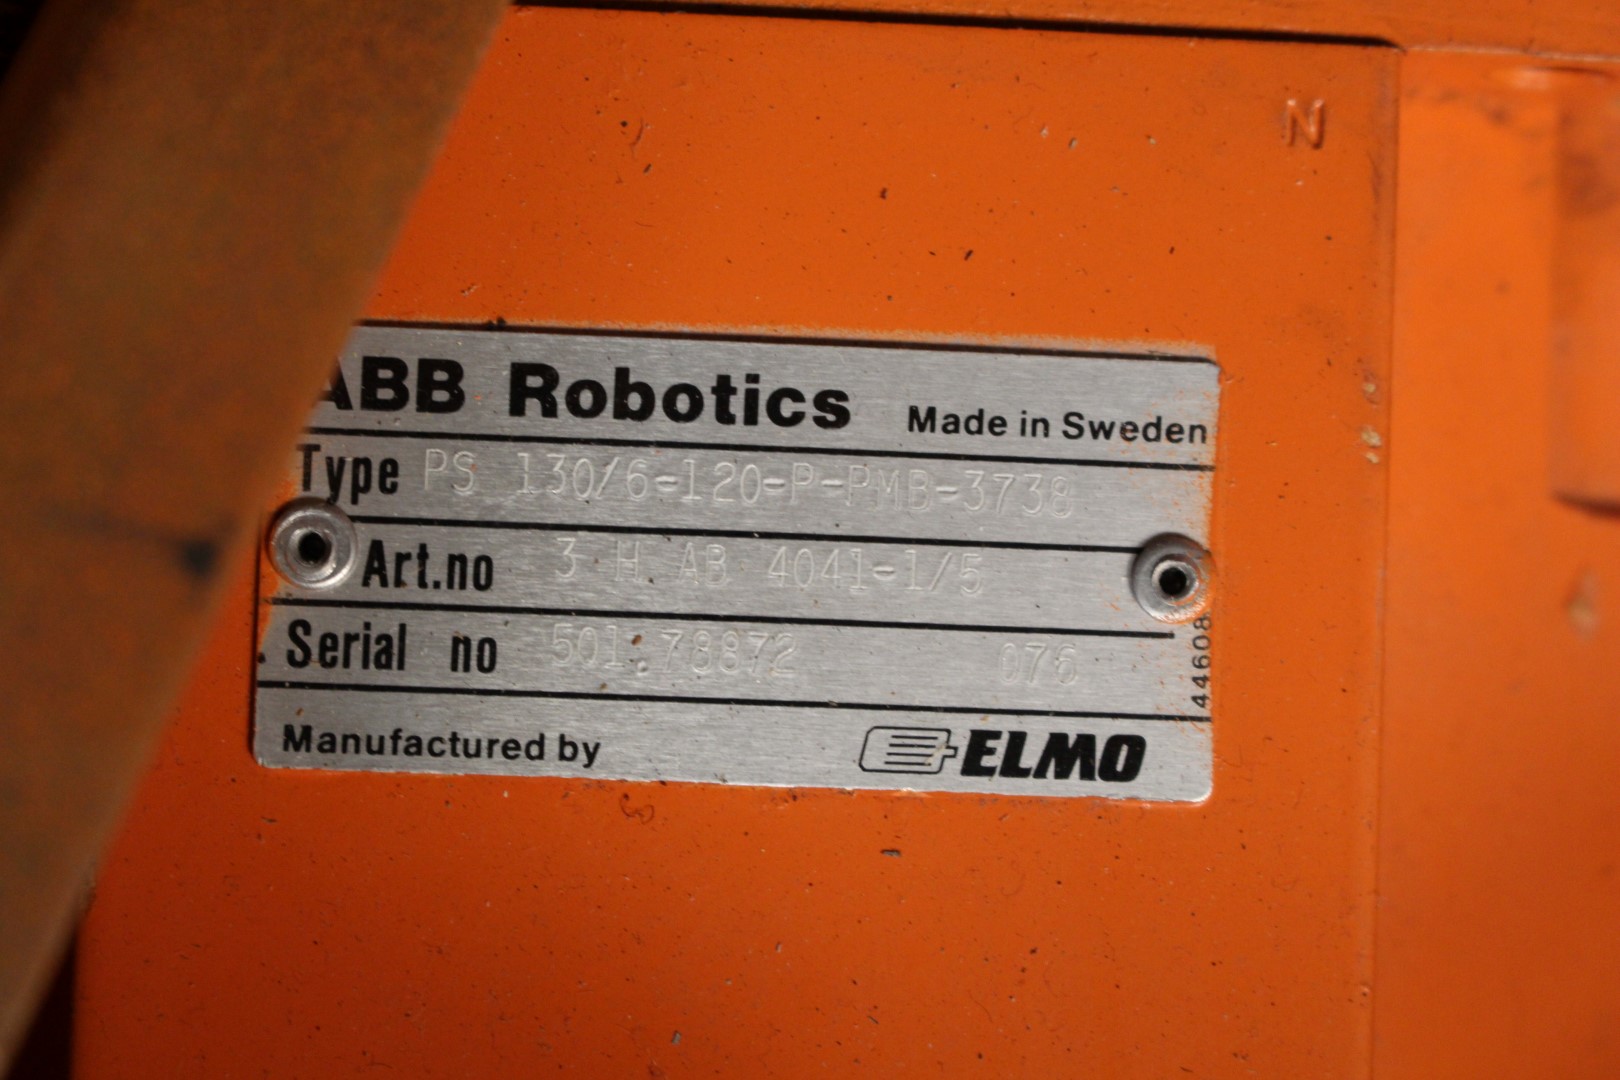 N
ABB Robotics Made in Sweden
Type PS 130/6-120-P-PMB-3738
Art.no 3 H AB 4041-1/5
Serial no 501.78872 076
44608
Manufactured by ELMO